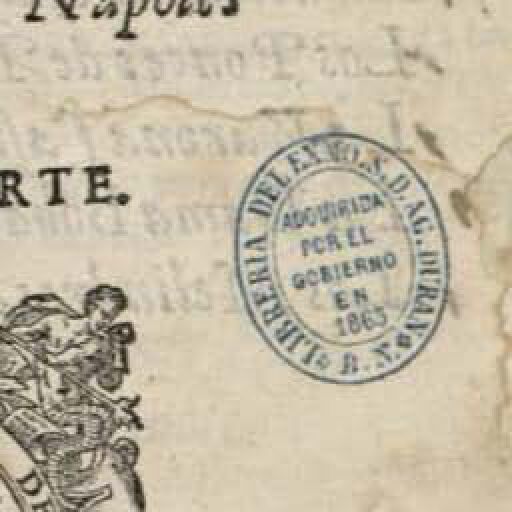 Napoles
RTE.
LIBRERIA DEL EXMO. S. D. AG. DURAN
B. N.
ADQUIRIDA
POR EL
GOBIERNO
EN
1863
DE